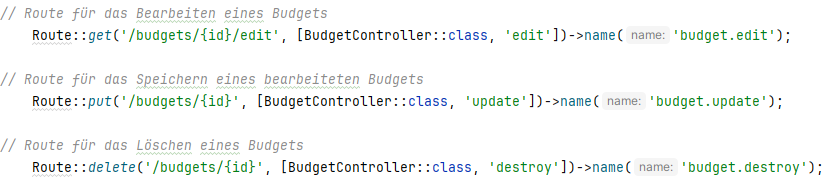 // Route für das Bearbeiten eines Budgets
Route::get('/budgets/{id}/edit', [BudgetController::class, 'edit'])->name( name: 'budget.edit');
// Route für das Speichern eines bearbeiteten Budgets
Route::put('/budgets/{id}', [BudgetController::class, 'update'])->name( name: 'budget.update');
// Route für das Löschen eines Budgets
Route::delete('/budgets/{id}', [BudgetController::class, 'destroy'])->name( name: 'budget.destroy');